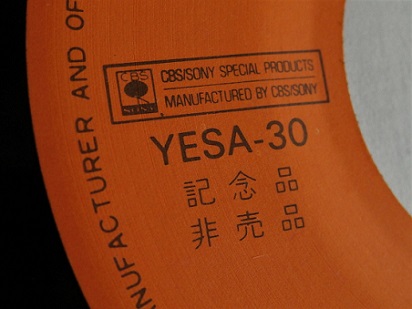 CBS
SONY
CBS/SONY SPECIAL PRODUCTS
MANUFACTURED BY CBS/SONY
YESA-30
記念品
非売品
NUFACTURER AND OF